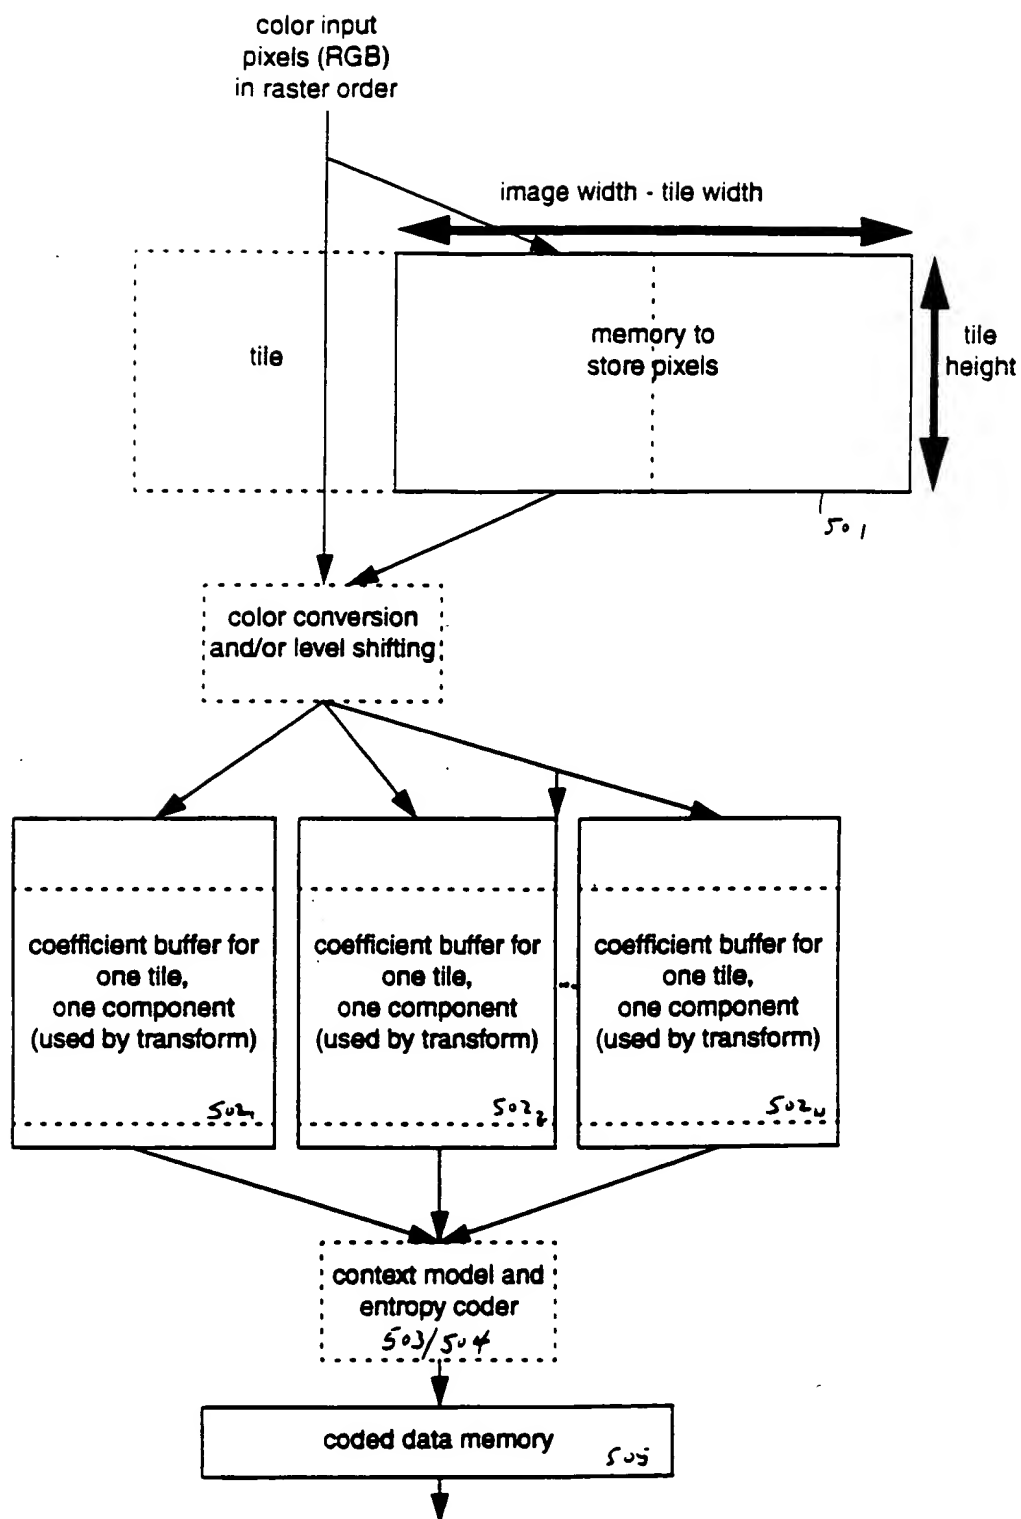 color input
pixels (RGB)
in raster order
image width - tile width
tile
memory to
store pixels
tile
height
501
color conversion
and/or level shifting
coefficient buffer for
one tile,
one component
(used by transform)
502₁
coefficient buffer for
one tile,
one component
(used by transform)
502₂
coefficient buffer for
one tile,
one component
(used by transform)
502ₙ
context model and
entropy coder
503/504
coded data memory
505